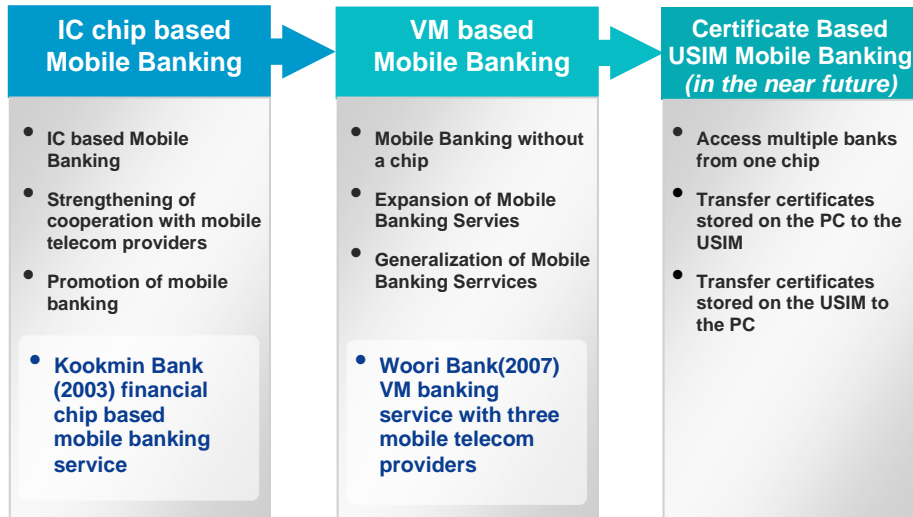 IC chip based
Mobile Banking
• IC based Mobile
Banking
• Strengthening of
cooperation with mobile
telecom providers
• Promotion of mobile
banking
• Kookmin Bank
(2003) financial
chip based
mobile banking
service
VM based
Mobile Banking
• Mobile Banking without
a chip
• Expansion of Mobile
Banking Servies
• Generalization of Mobile
Banking Serrvices
• Woori Bank(2007)
VM banking
service with three
mobile telecom
providers
Certificate Based
USIM Mobile Banking
(in the near future)
• Access multiple banks
from one chip
• Transfer certificates
stored on the PC to the
USIM
• Transfer certificates
stored on the USIM to
the PC